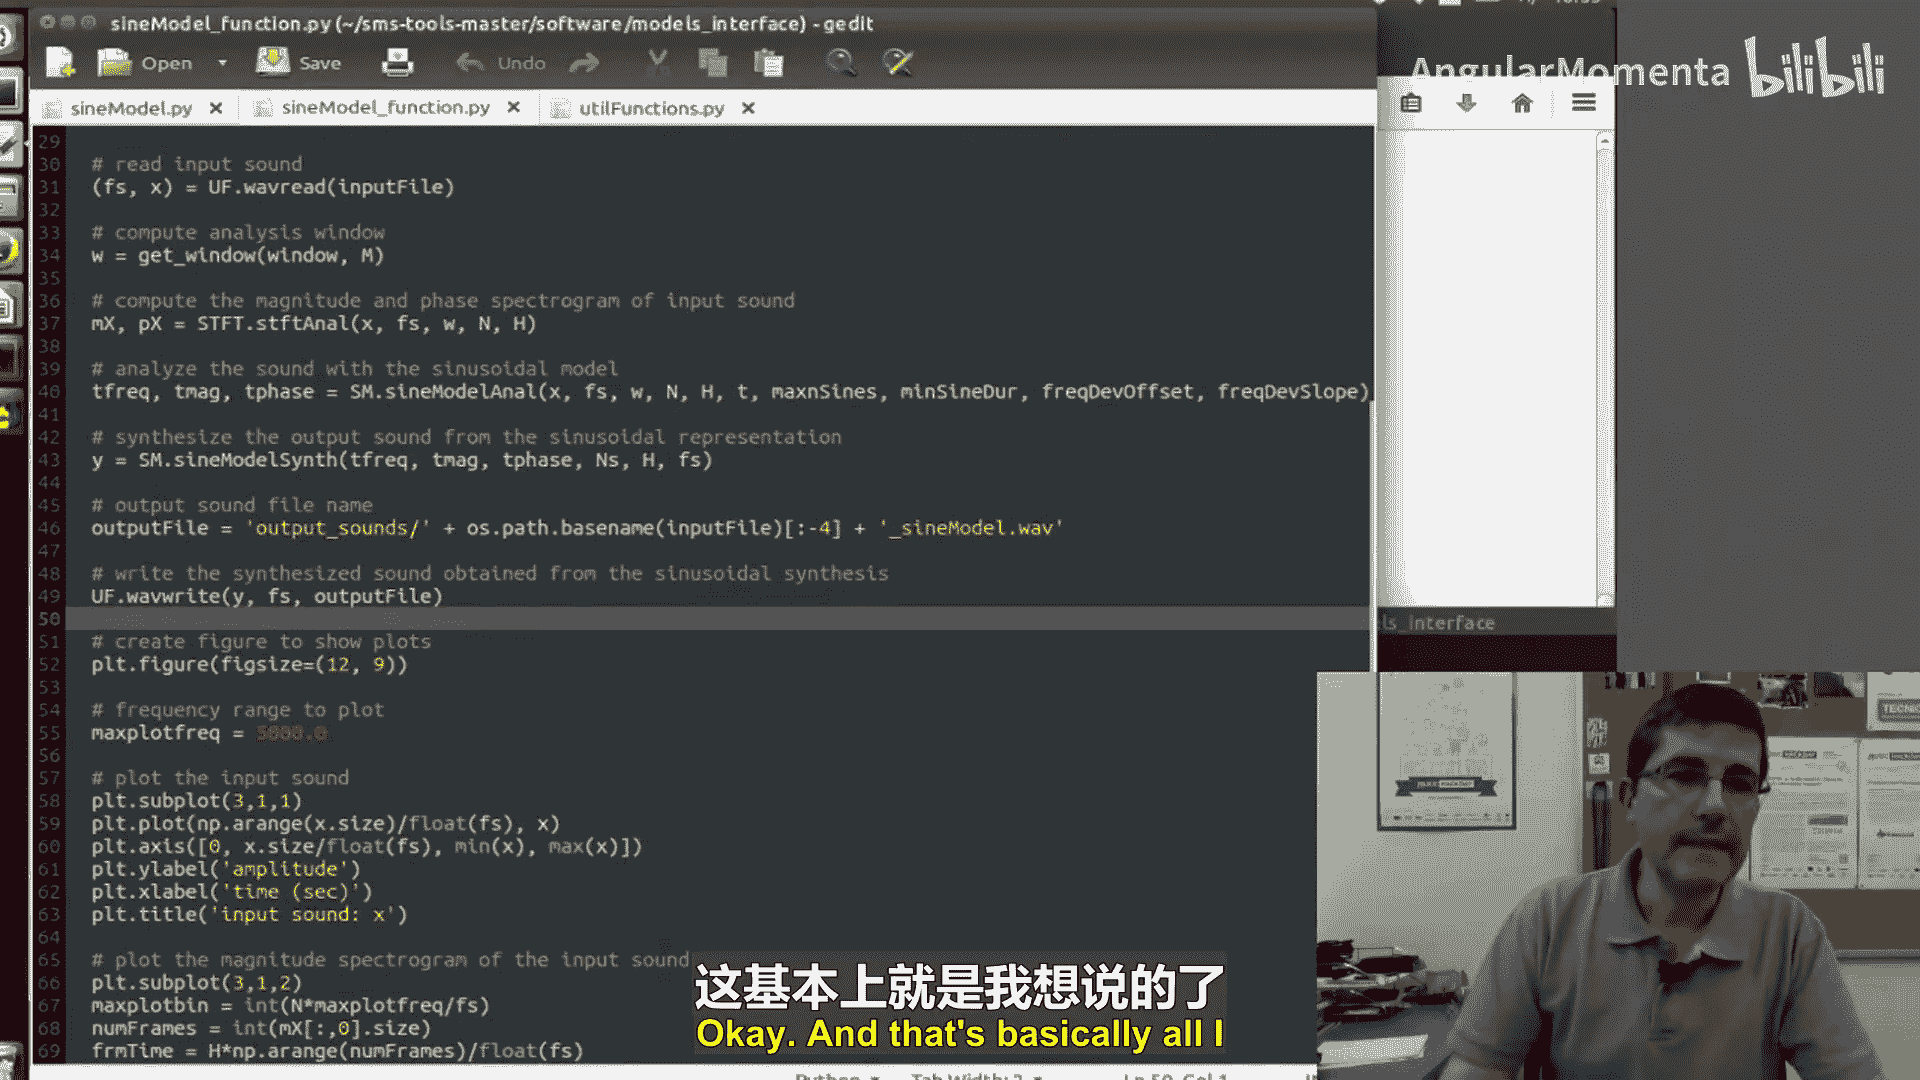 sineModel_function.py (~/sms-tools-master/software/models_interface) - gedit
Open Save Undo
AngularMomenta bilibili
sineModel.py × sineModel_function.py × utilFunctions.py ×
29
30 # read input sound
31 (fs, x) = UF.wavread(inputFile)
32
33 # compute analysis window
34 w = get_window(window, M)
35
36 # compute the magnitude and phase spectrogram of input sound
37 mX, pX = STFT.stftAnal(x, fs, w, N, H)
38
39 # analyze the sound with the sinusoidal model
40 tfreq, tmag, tphase = SM.sineModelAnal(x, fs, w, N, H, t, maxnSines, minSineDur, freqDevOffset, freqDevSlope)
41
42 # synthesize the output sound from the sinusoidal representation
43 y = SM.sineModelSynth(tfreq, tmag, tphase, Ns, H, fs)
44
45 # output sound file name
46 outputFile = 'output_sounds/' + os.path.basename(inputFile)[:-4] + '_sineModel.wav'
47
48 # write the synthesized sound obtained from the sinusoidal synthesis
49 UF.wavwrite(y, fs, outputFile)
50
51 # create figure to show plots
52 plt.figure(figsize=(12, 9))
53
54 # frequency range to plot
55 maxplotfreq = 5000.0
56
57 # plot the input sound
58 plt.subplot(3,1,1)
59 plt.plot(np.arange(x.size)/float(fs), x)
60 plt.axis([0, x.size/float(fs), min(x), max(x)])
61 plt.ylabel('amplitude')
62 plt.xlabel('time (sec)')
63 plt.title('input sound: x')
64
65 # plot the magnitude spectrogram of the input sound
66 plt.subplot(3,1,2)
67 maxplotbin = int(N*maxplotfreq/fs)
68 numFrames = int(mX[:,0].size)
69 frmTime = H*np.arange(numFrames)/float(fs)
ls_interface
TECNIO
这基本上就是我想说的了
Okay. And that's basically all I